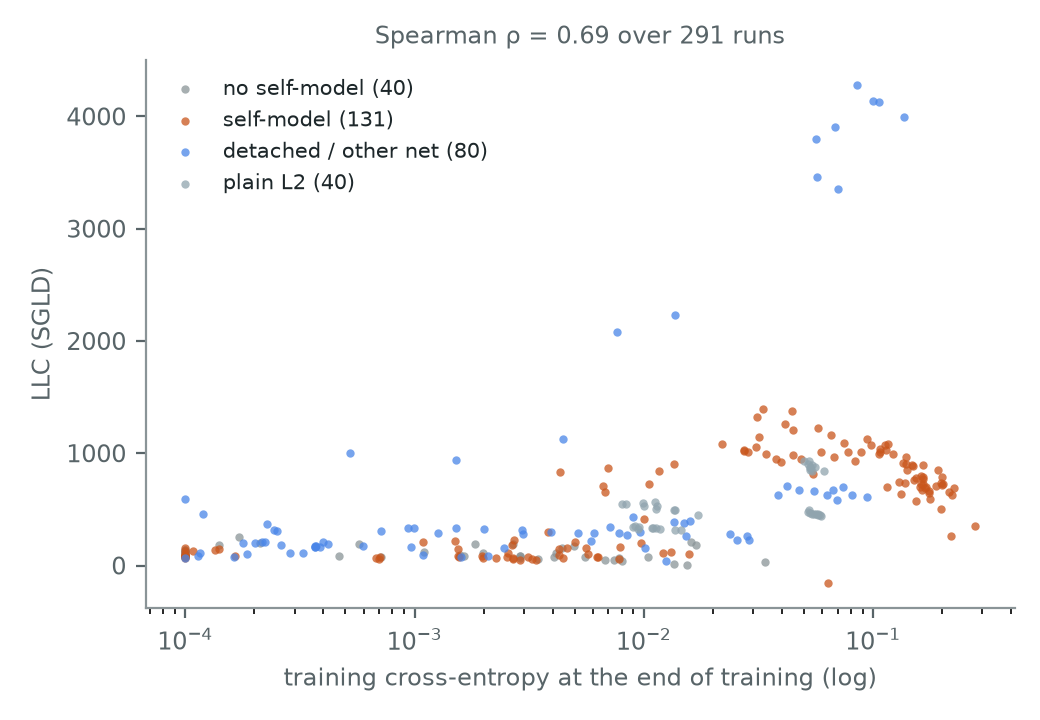 Spearman ρ = 0.69 over 291 runs
no self-model (40)
self-model (131)
detached / other net (80)
plain L2 (40)
LLC (SGLD)
4000
3000
2000
1000
0
10⁻⁴ 10⁻³ 10⁻² 10⁻¹
training cross-entropy at the end of training (log)